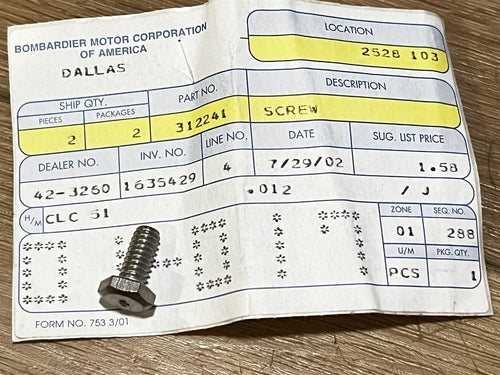 BOMBARDIER MOTOR CORPORATION
OF AMERICA
DALLAS
LOCATION
2528 103
SHIP QTY.
PIECES PACKAGES
2 2
PART NO.
312241
DESCRIPTION
SCREW
DEALER NO. INV. NO. LINE NO. DATE SUG. LIST PRICE
42-3260 1635429 4 7/29/02 1.58
.012 / J
H/M CLC 51
ZONE SEQ. NO.
01 288
U/M PKG. QTY.
PCS 1
FORM NO. 753 3/01